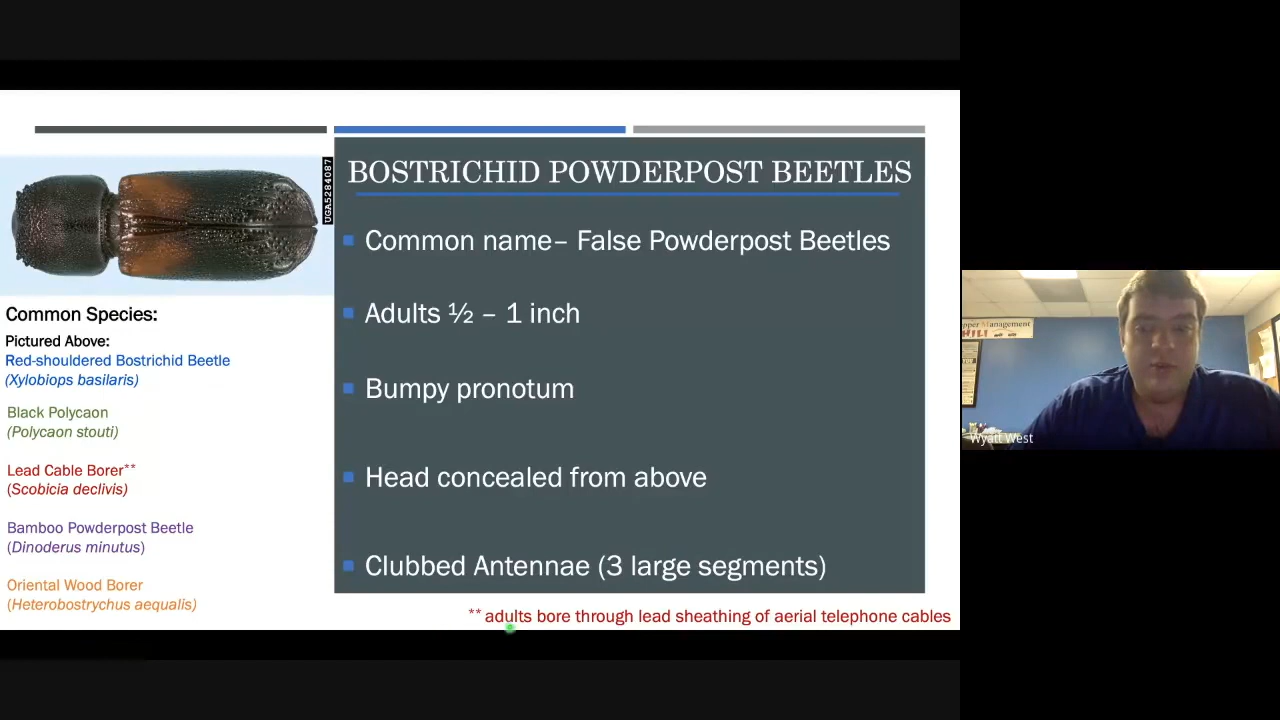 BOSTRICHID POWDERPOST BEETLES
Common name– False Powderpost Beetles
Adults ½ – 1 inch
Bumpy pronotum
Head concealed from above
Clubbed Antennae (3 large segments)
UGA5284087
Common Species:
Pictured Above:
Red-shouldered Bostrichid Beetle
(Xylobiops basilaris)
Black Polycaon
(Polycaon stouti)
Lead Cable Borer**
(Scobicia declivis)
Bamboo Powderpost Beetle
(Dinoderus minutus)
Oriental Wood Borer
(Heterobostrychus aequalis)
** adults bore through lead sheathing of aerial telephone cables
Management
Wyatt West